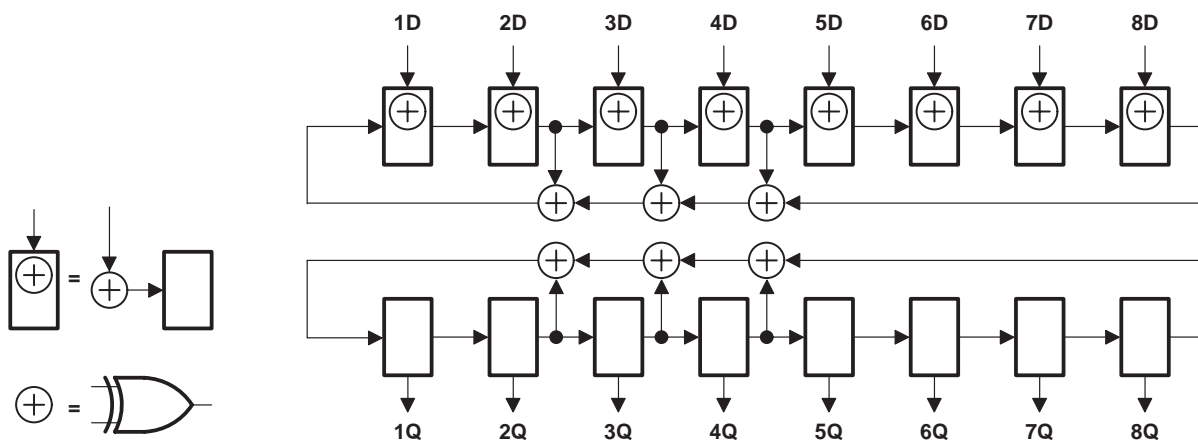 1D 2D 3D 4D 5D 6D 7D 8D
=
=
1Q 2Q 3Q 4Q 5Q 6Q 7Q 8Q